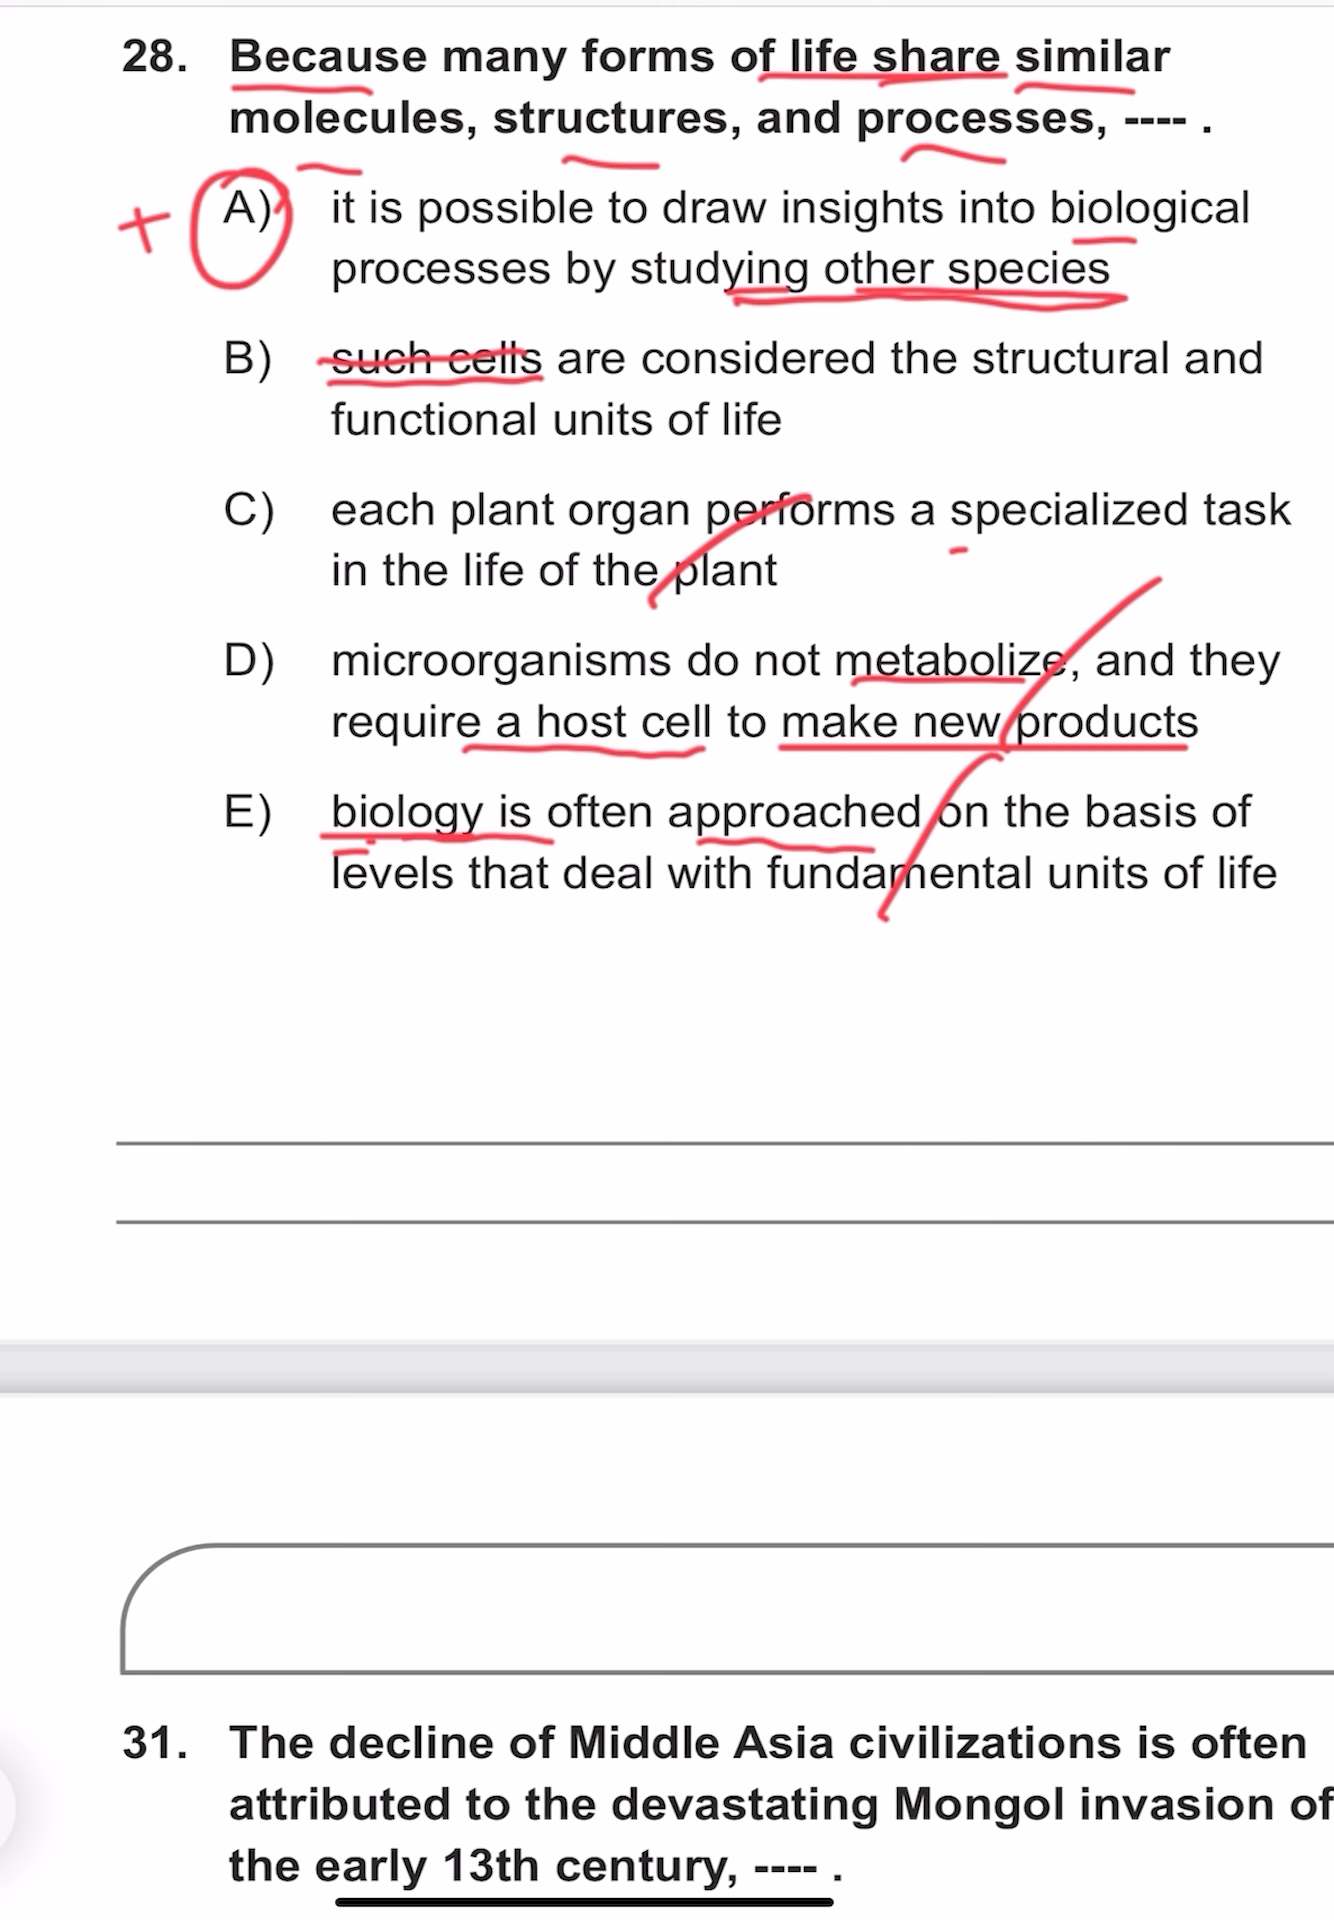 28. Because many forms of life share similar
molecules, structures, and processes, ---- .
+ A) it is possible to draw insights into biological
processes by studying other species
B) such cells are considered the structural and
functional units of life
C) each plant organ performs a specialized task
in the life of the plant
D) microorganisms do not metabolize, and they
require a host cell to make new products
E) biology is often approached on the basis of
levels that deal with fundamental units of life
31. The decline of Middle Asia civilizations is often
attributed to the devastating Mongol invasion of
the early 13th century, ---- .